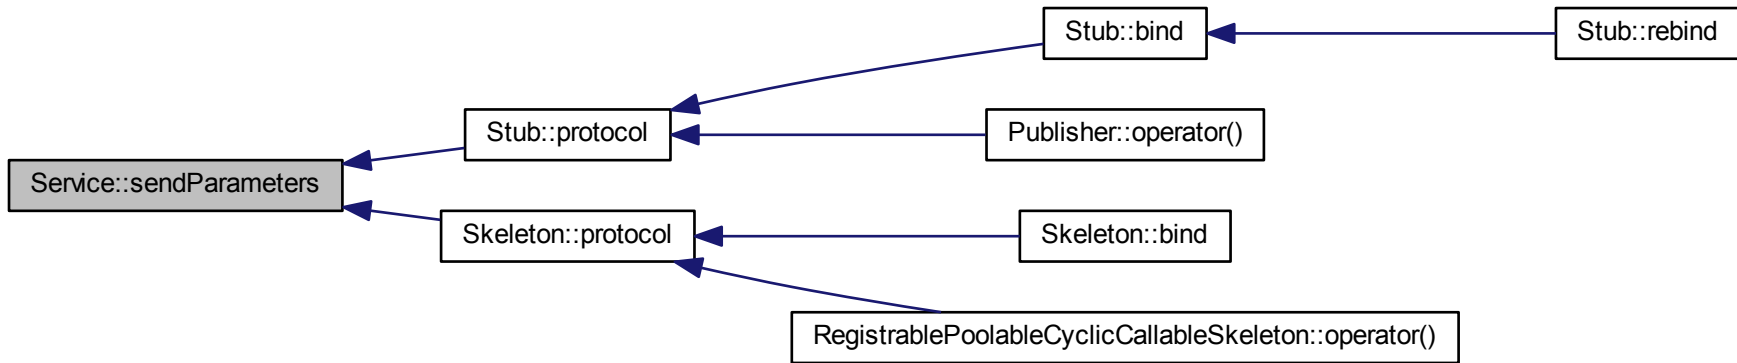 Stub::bind
Stub::rebind
Stub::protocol
Publisher::operator()
Service::sendParameters
Skeleton::protocol
Skeleton::bind
RegistrablePoolableCyclicCallableSkeleton::operator()